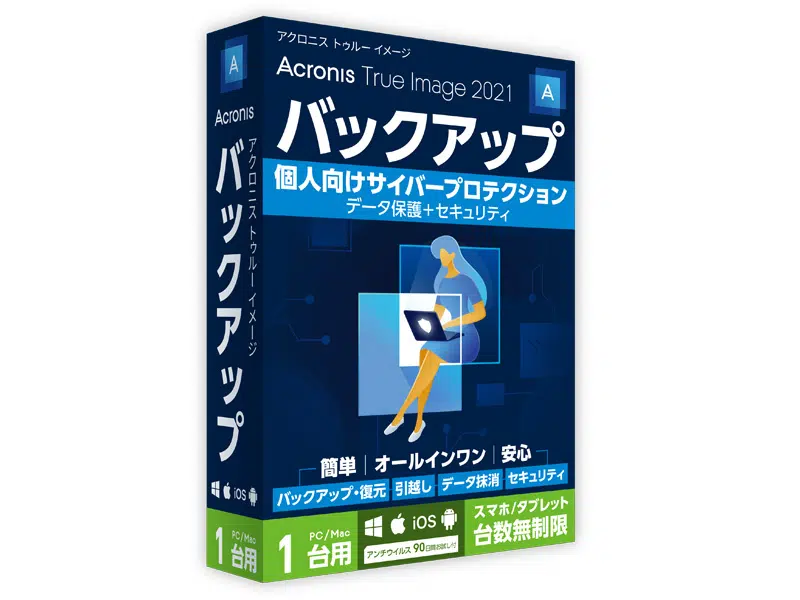 アクロニス トゥルー イメージ
Acronis True Image 2021
バックアップ
個人向けサイバープロテクション
データ保護+セキュリティ
簡単 オールインワン 安心
バックアップ・復元 引越し データ抹消 セキュリティ
PC/Mac
1台用
iOS
アンチウイルス 90日間お試し付
スマホ/タブレット
台数無制限
Acronis
アクロニス トゥルー イメージ
バックアップ
iOS
PC/Mac
1台用